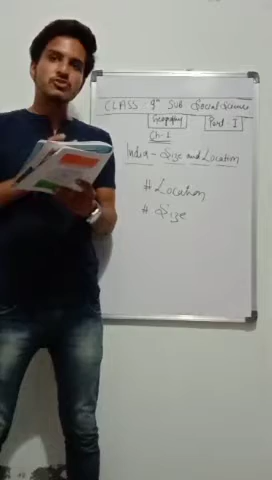 CLASS 9th SUB Social Science
Geography Part - I
Ch-1
India - Size and Location
# Location
# Size